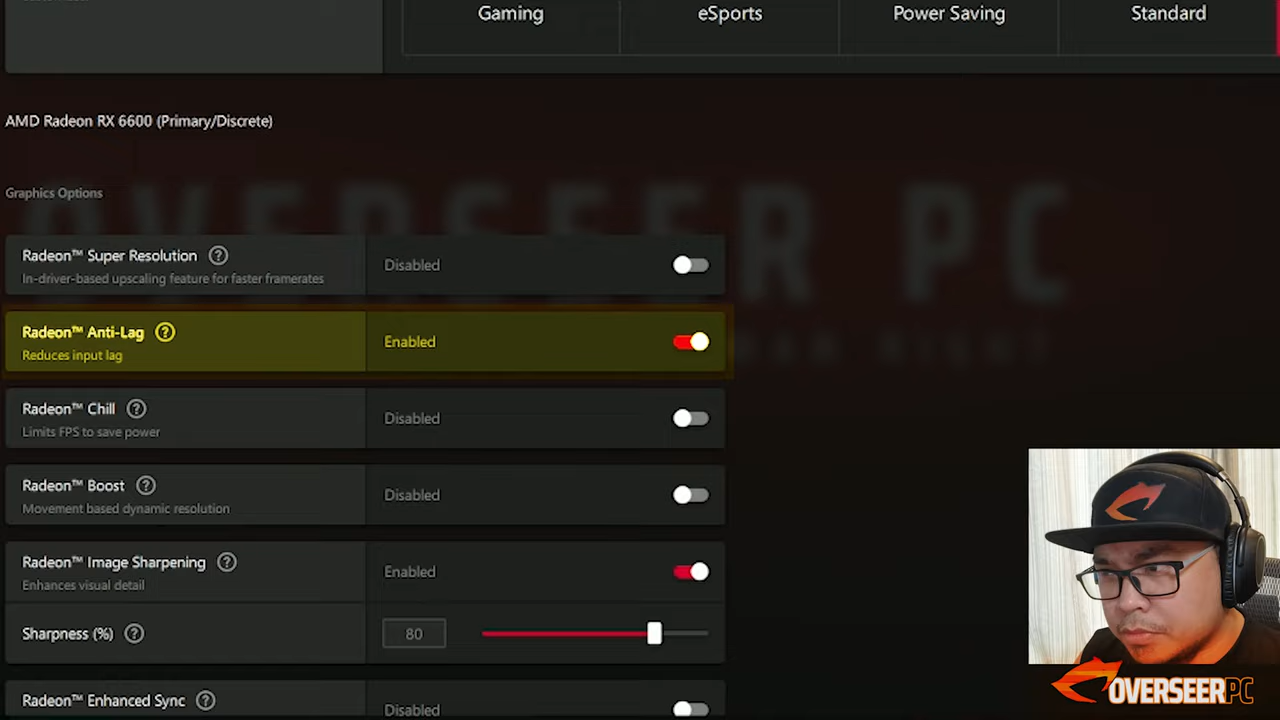 Gaming
eSports
Power Saving
Standard
AMD Radeon RX 6600 (Primary/Discrete)
Graphics Options
OVERSEER PC
Radeon™ Super Resolution ?
In-driver-based upscaling feature for faster framerates
Disabled
Radeon™ Anti-Lag ?
Reduces input lag
Enabled
Radeon™ Chill ?
Limits FPS to save power
Disabled
Radeon™ Boost ?
Movement based dynamic resolution
Disabled
Radeon™ Image Sharpening ?
Enhances visual detail
Enabled
Sharpness (%) ?
80
Radeon™ Enhanced Sync ?
Disabled
OVERSEERPC